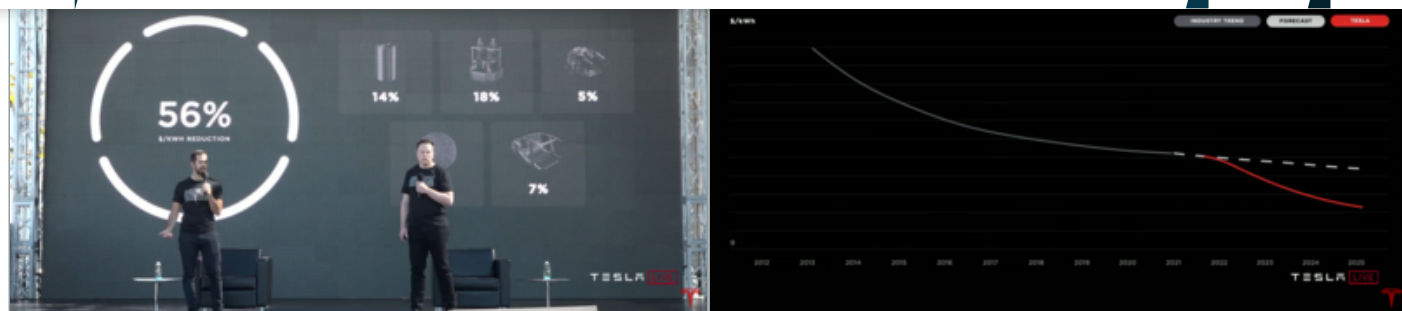 56%
$/KWH REDUCTION
14%
18%
5%
7%
TESLA LIVE
$/kWh
INDUSTRY TREND
FORECAST
TESLA
0
2012 2013 2014 2015 2016 2017 2018 2019 2020 2021 2022 2023 2024 2025
TESLA LIVE